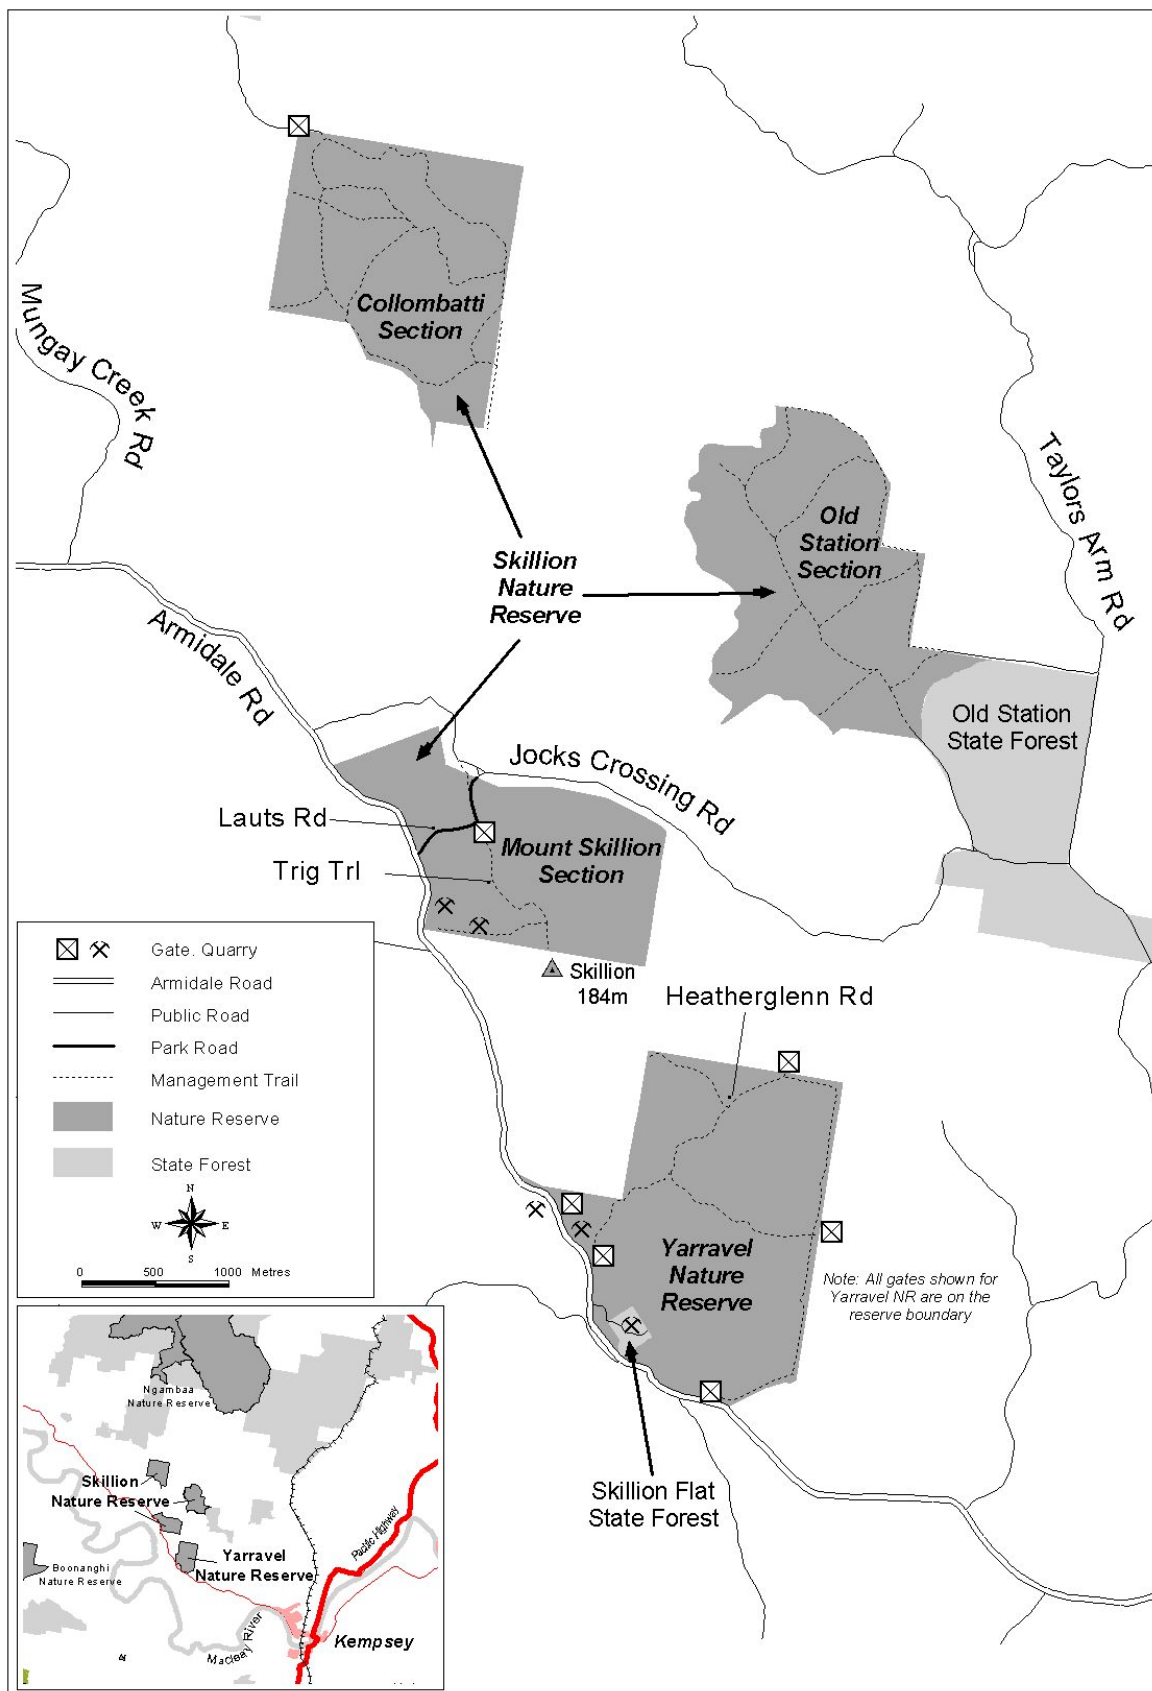 Collombatti
Section
Mungay Creek Rd
Taylors Arm Rd
Old
Station
Section
Skillion
Nature
Reserve
Armidale Rd
Old Station
State Forest
Jocks Crossing Rd
Lauts Rd
Mount Skillion
Section
Trig Trl
Skillion
184m
Heatherglenn Rd
Gate. Quarry
Armidale Road
Public Road
Park Road
Management Trail
Nature Reserve
State Forest
N
W E
S
0 500 1000 Metres
Yarravel
Nature
Reserve
Note: All gates shown for
Yarravel NR are on the
reserve boundary
Skillion Flat
State Forest
Ngambaa
Nature Reserve
Skillion
Nature Reserve
Pacific Highway
Yarravel
Nature Reserve
Boonanghi
Nature Reserve
Macleay River
Kempsey